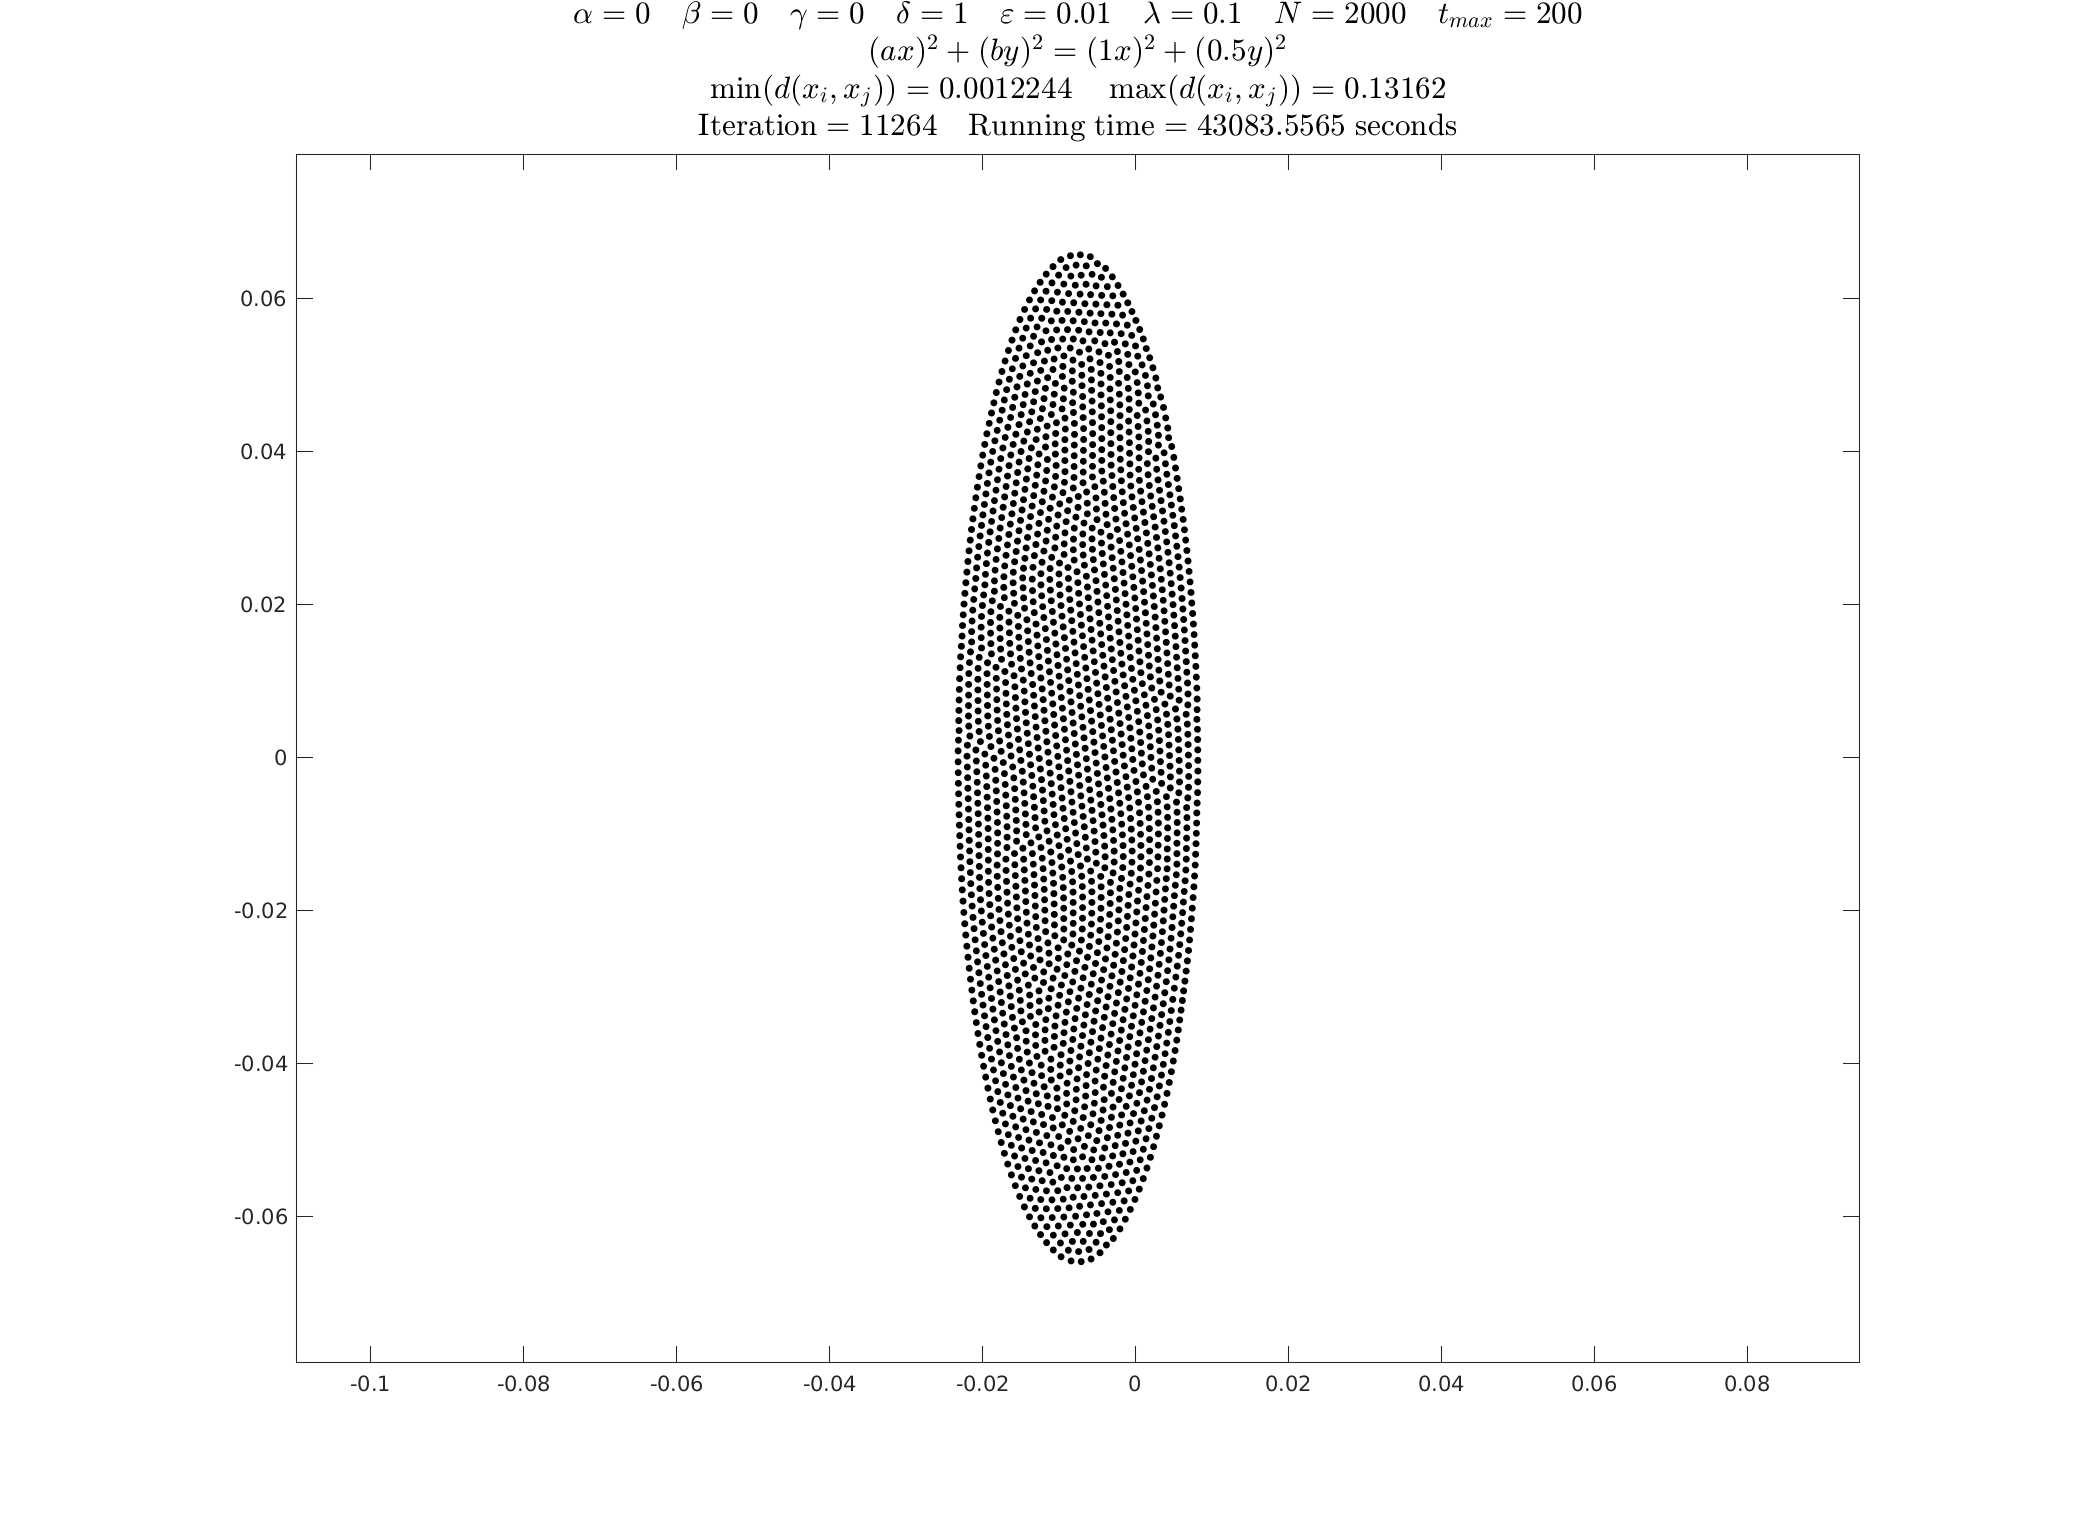 α = 0 β = 0 γ = 0 δ = 1 ε = 0.01 λ = 0.1 N = 2000 t_{max} = 200
(ax)² + (by)² = (1x)² + (0.5y)²
min(d(x_i, x_j)) = 0.0012244 max(d(x_i, x_j)) = 0.13162
Iteration = 11264 Running time = 43083.5565 seconds
0.06
0.04
0.02
0
-0.02
-0.04
-0.06
-0.1 -0.08 -0.06 -0.04 -0.02 0 0.02 0.04 0.06 0.08